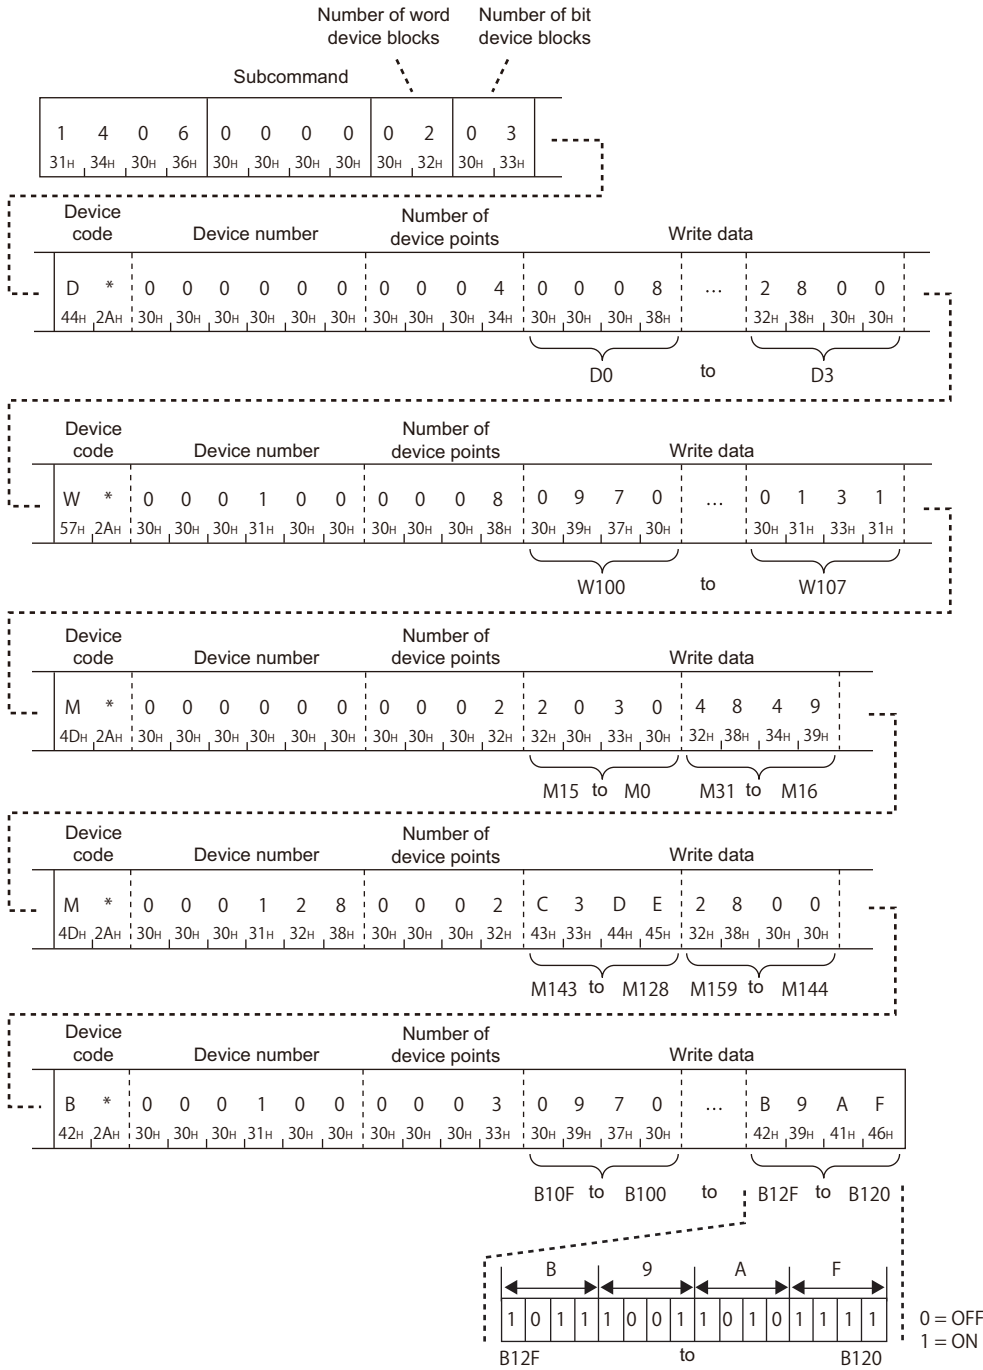 Number of word device blocks
Number of bit device blocks
Subcommand
1 4 0 6 0 0 0 0 0 2 0 3
31H 34H 30H 36H 30H 30H 30H 30H 30H 32H 30H 33H
Device code Device number Number of device points Write data
D * 0 0 0 0 0 0 0 0 0 4 0 0 0 8 ... 2 8 0 0
44H 2AH 30H 30H 30H 30H 30H 30H 30H 30H 30H 34H 30H 30H 30H 38H 32H 38H 30H 30H
D0 to D3
Device code Device number Number of device points Write data
W * 0 0 0 1 0 0 0 0 0 8 0 9 7 0 ... 0 1 3 1
57H 2AH 30H 30H 30H 31H 30H 30H 30H 30H 30H 38H 30H 39H 37H 30H 30H 31H 33H 31H
W100 to W107
Device code Device number Number of device points Write data
M * 0 0 0 0 0 0 0 0 0 2 2 0 3 0 4 8 4 9
4DH 2AH 30H 30H 30H 30H 30H 30H 30H 30H 30H 32H 32H 30H 33H 30H 32H 38H 34H 39H
M15 to M0 M31 to M16
Device code Device number Number of device points Write data
M * 0 0 0 1 2 8 0 0 0 2 C 3 D E 2 8 0 0
4DH 2AH 30H 30H 30H 31H 32H 38H 30H 30H 30H 32H 43H 33H 44H 45H 32H 38H 30H 30H
M143 to M128 M159 to M144
Device code Device number Number of device points Write data
B * 0 0 0 1 0 0 0 0 0 3 0 9 7 0 ... B 9 A F
42H 2AH 30H 30H 30H 31H 30H 30H 30H 30H 30H 33H 30H 39H 37H 30H 42H 39H 41H 46H
B10F to B100 to B12F to B120
B 9 A F
1 0 1 1 1 0 0 1 1 0 1 0 1 1 1 1
0 = OFF
1 = ON
B12F to B120